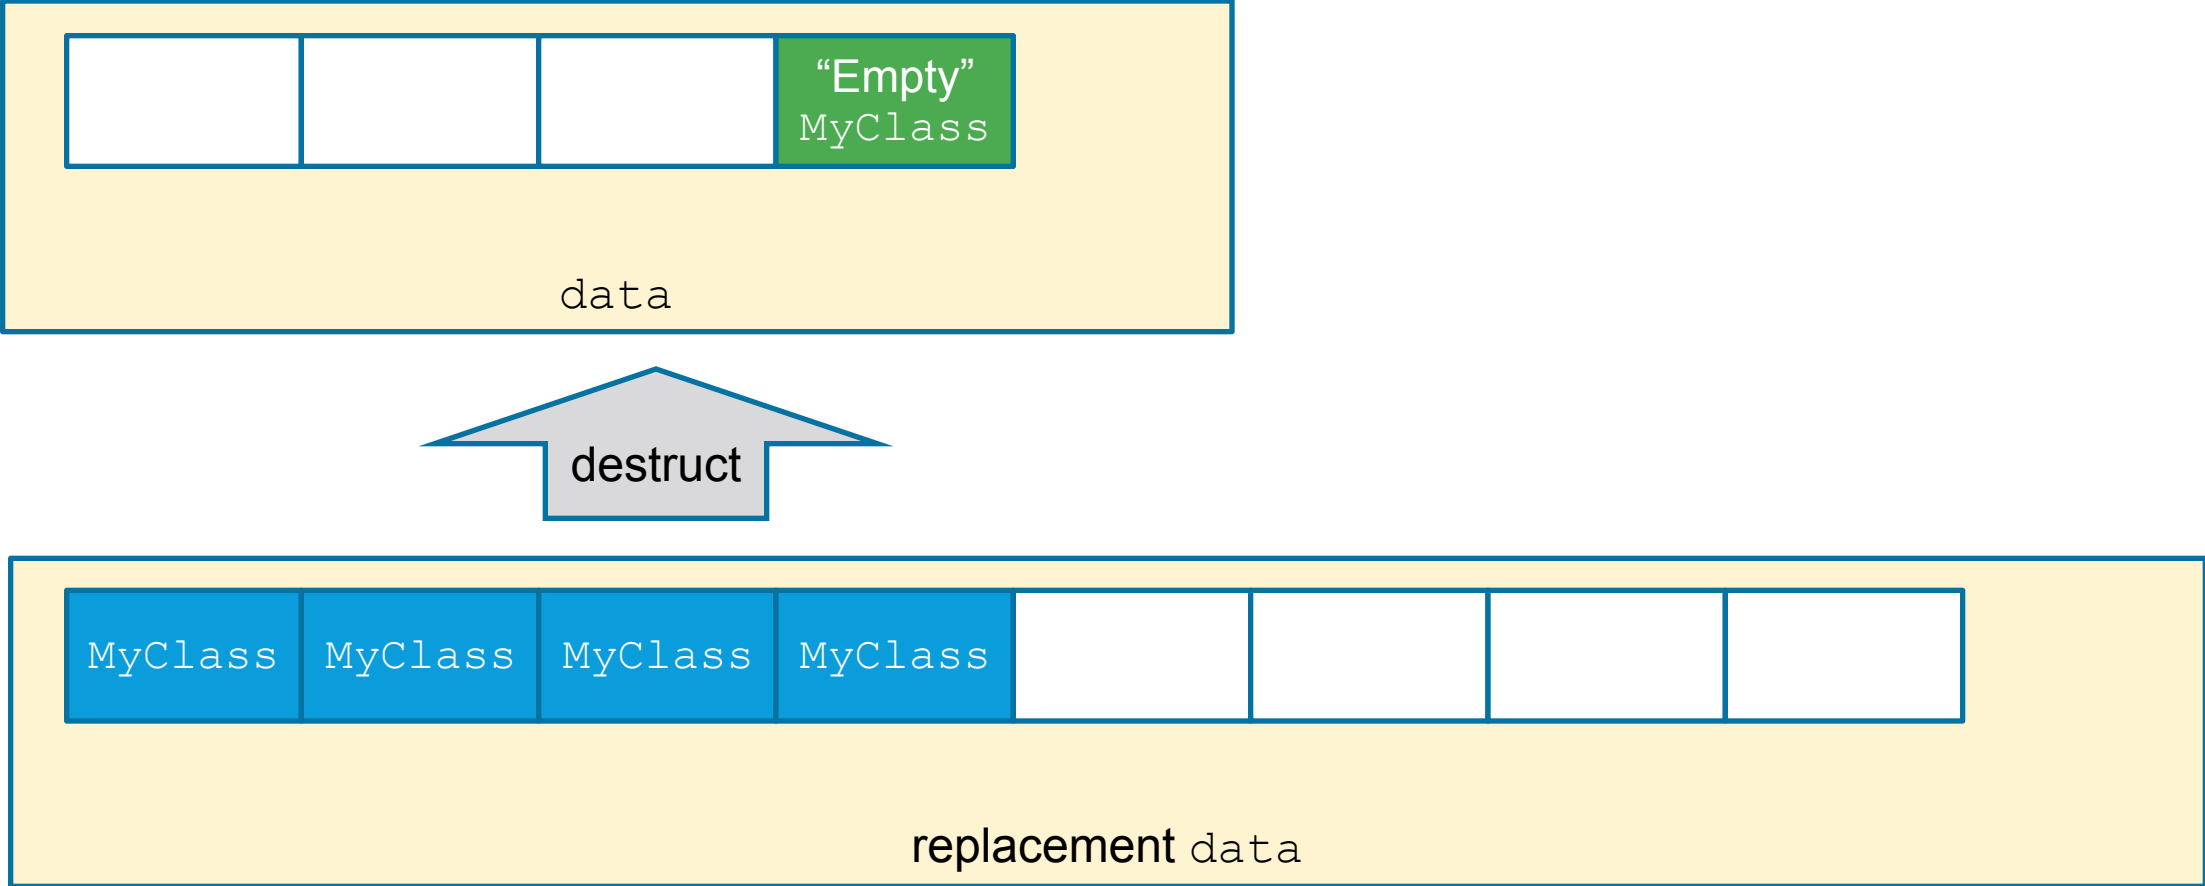 “Empty”
MyClass
data
destruct
MyClass MyClass MyClass MyClass
replacement data